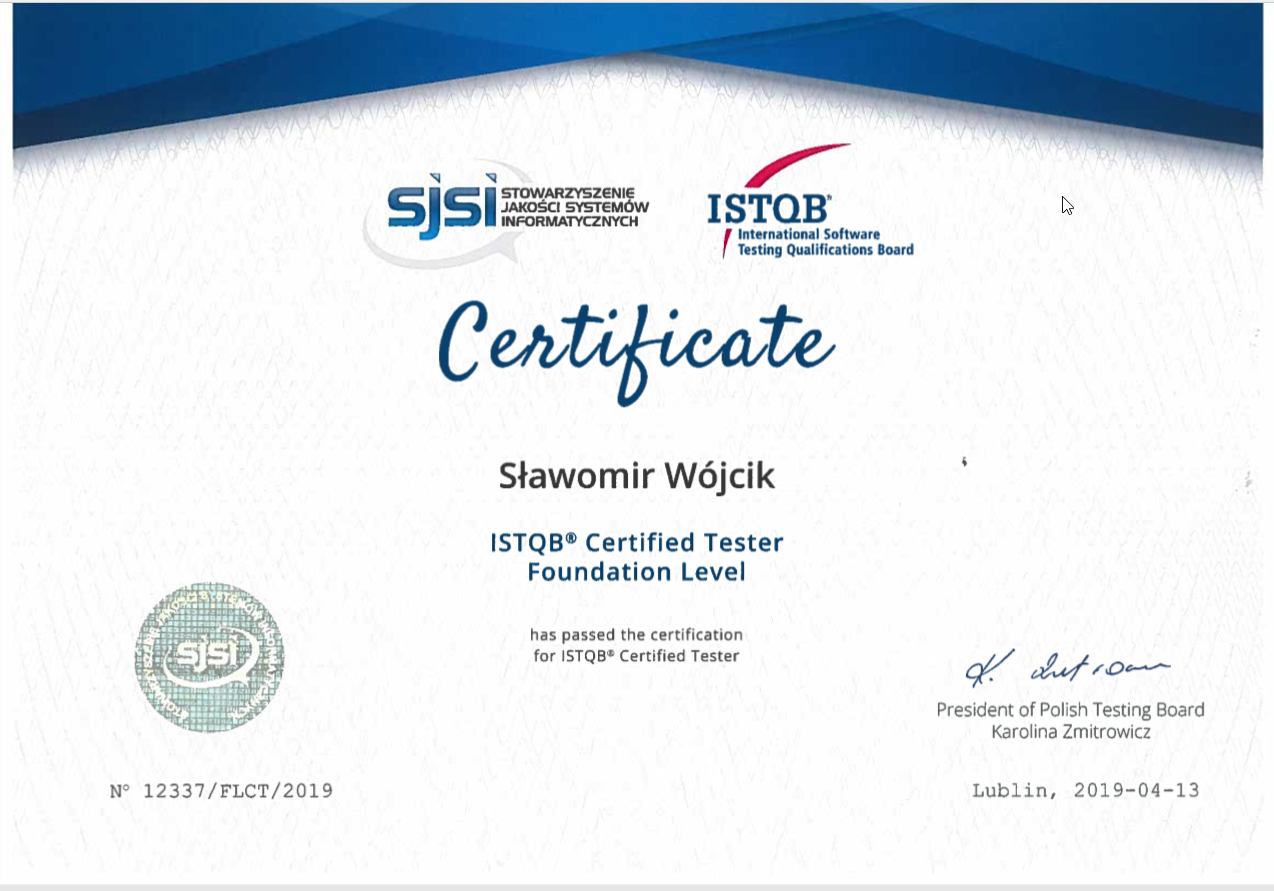 sjsi STOWARZYSZENIE
JAKOŚCI SYSTEMÓW
INFORMATYCZNYCH
ISTQB®
International Software
Testing Qualifications Board
Certificate
Sławomir Wójcik
ISTQB® Certified Tester
Foundation Level
has passed the certification
for ISTQB® Certified Tester
sjsi
President of Polish Testing Board
Karolina Zmitrowicz
N° 12337/FLCT/2019
Lublin, 2019-04-13